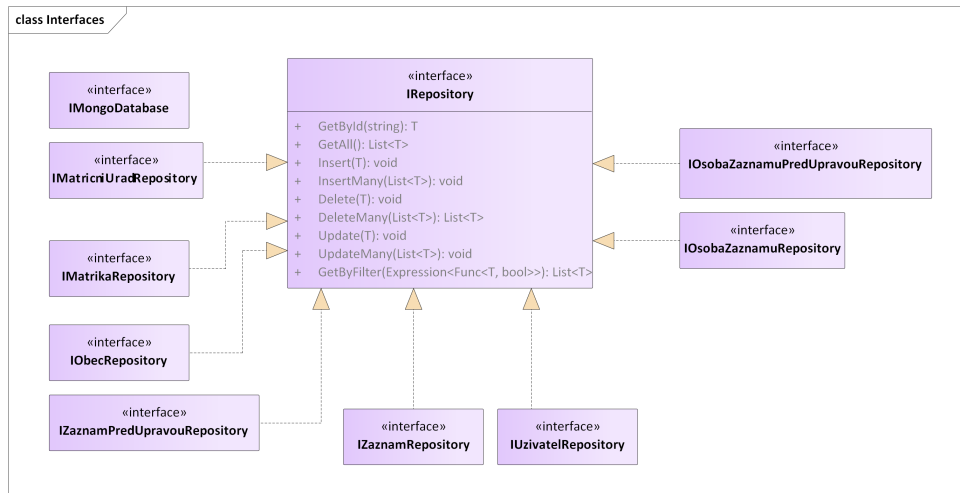 class Interfaces
«interface»
IMongoDatabase
«interface»
IMatricniUradRepository
«interface»
IMatrikaRepository
«interface»
IObecRepository
«interface»
IZaznamPredUpravouRepository
«interface»
IRepository
+ GetById(string): T
+ GetAll(): List<T>
+ Insert(T): void
+ InsertMany(List<T>): void
+ Delete(T): void
+ DeleteMany(List<T>): List<T>
+ Update(T): void
+ UpdateMany(List<T>): void
+ GetByFilter(Expression<Func<T, bool>>): List<T>
«interface»
IZaznamRepository
«interface»
IUzivatelRepository
«interface»
IOsobaZaznamuPredUpravouRepository
«interface»
IOsobaZaznamuRepository